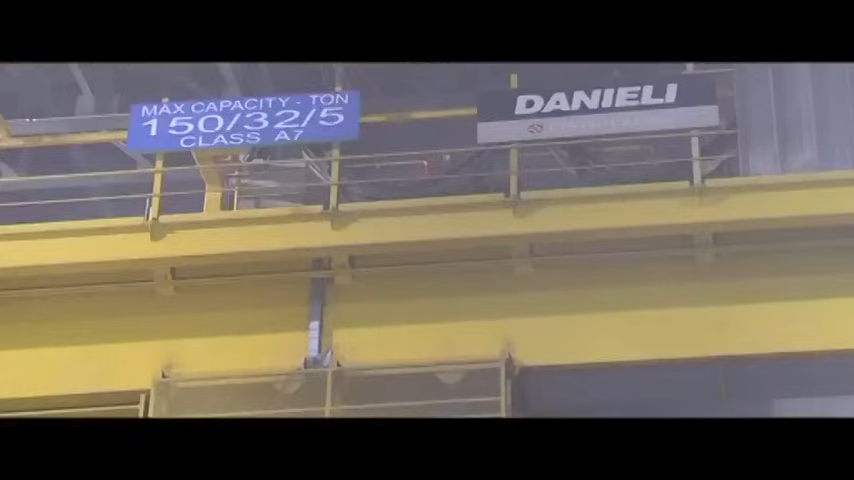 MAX CAPACITY - TON
150/32/5
CLASS A7
DANIELI